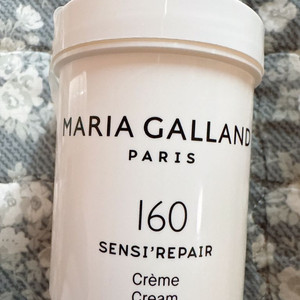 MARIA GALLAND
PARIS
160
SENSI'REPAIR
Crème
Cream